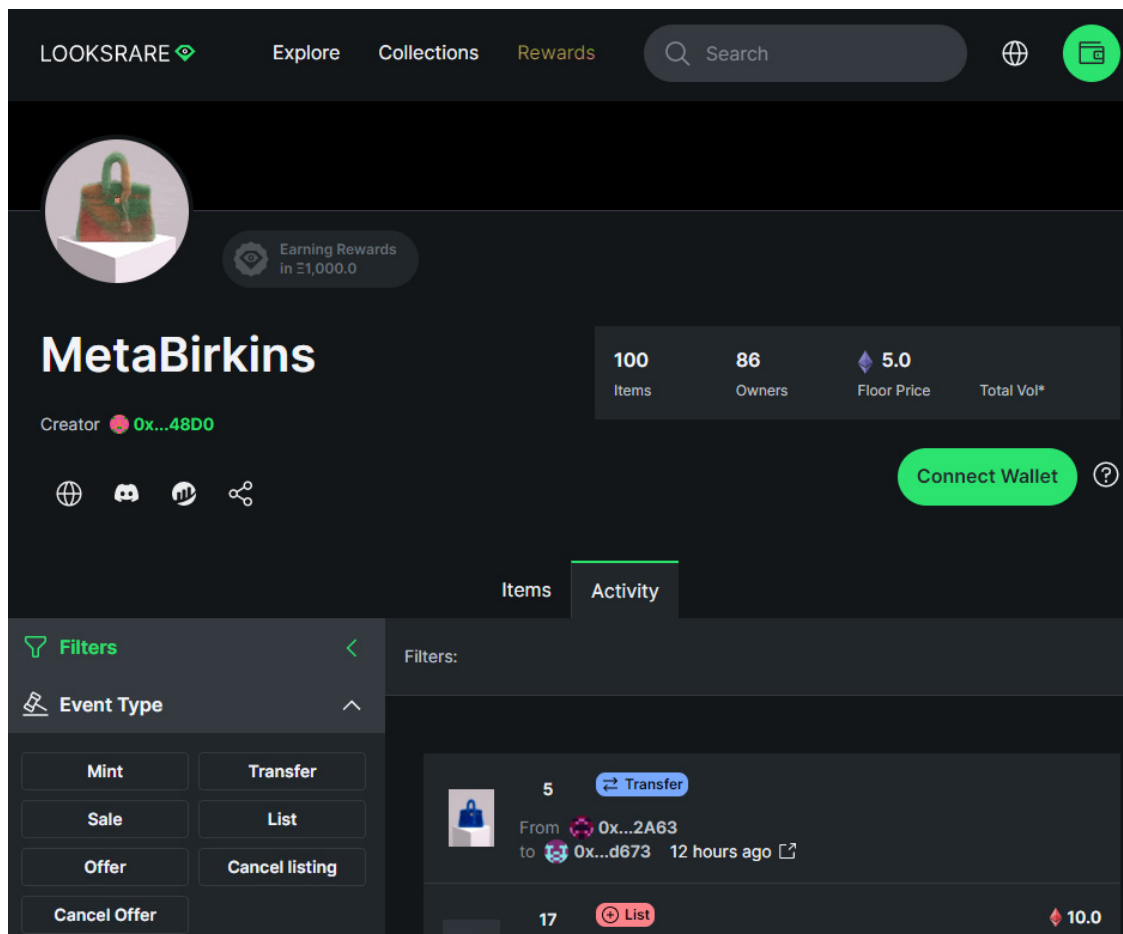 LOOKSRARE Explore Collections Rewards Search
Earning Rewards
in Ξ1,000.0
MetaBirkins
100 86 5.0
Items Owners Floor Price Total Vol*
Creator 0x...48D0
Connect Wallet
Items Activity
Filters
Filters:
Event Type
Mint Transfer
Sale List
Offer Cancel listing
Cancel Offer
5 Transfer
From 0x...2A63
to 0x...d673 12 hours ago
17 List 10.0